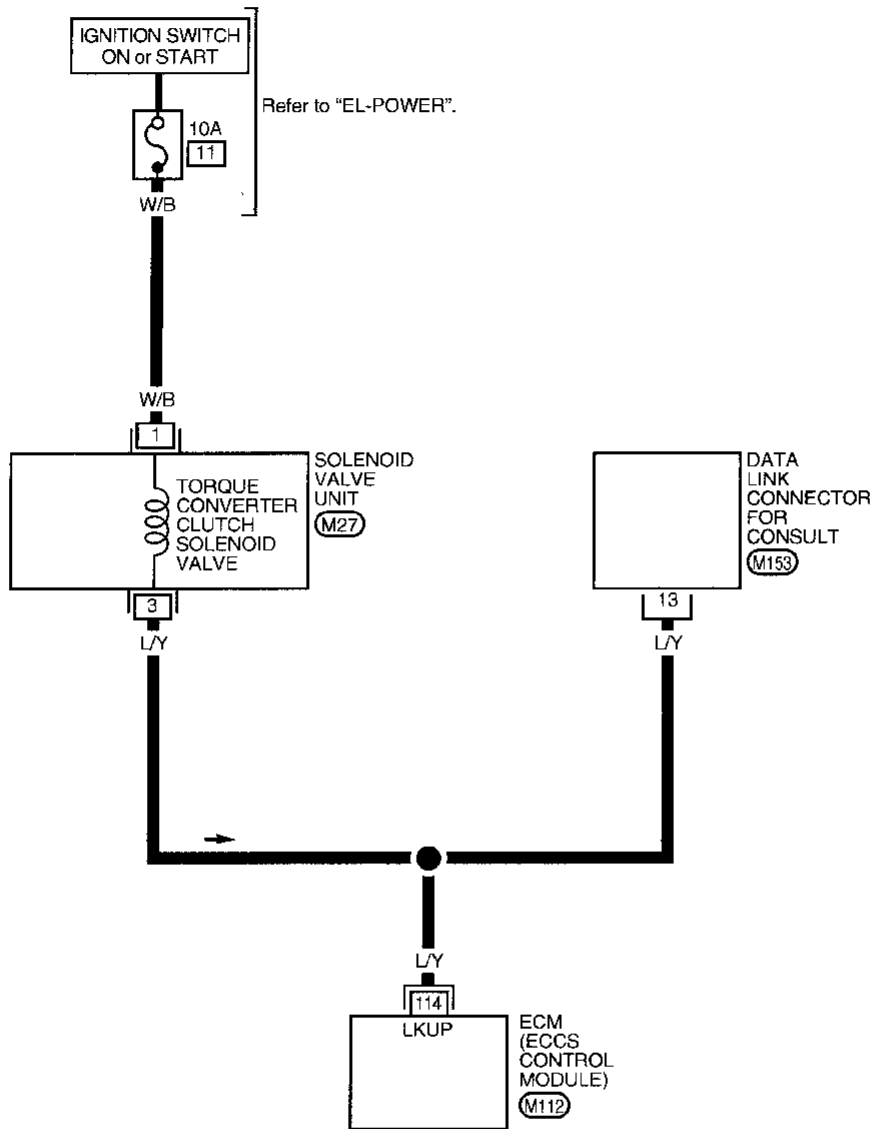 IGNITION SWITCH
ON or START
Refer to "EL-POWER".
10A
11
W/B
W/B
1
SOLENOID
VALVE
UNIT
M27
TORQUE
CONVERTER
CLUTCH
SOLENOID
VALVE
3
L/Y
DATA
LINK
CONNECTOR
FOR
CONSULT
M153
13
L/Y
L/Y
114
LKUP
ECM
(ECCS
CONTROL
MODULE)
M112